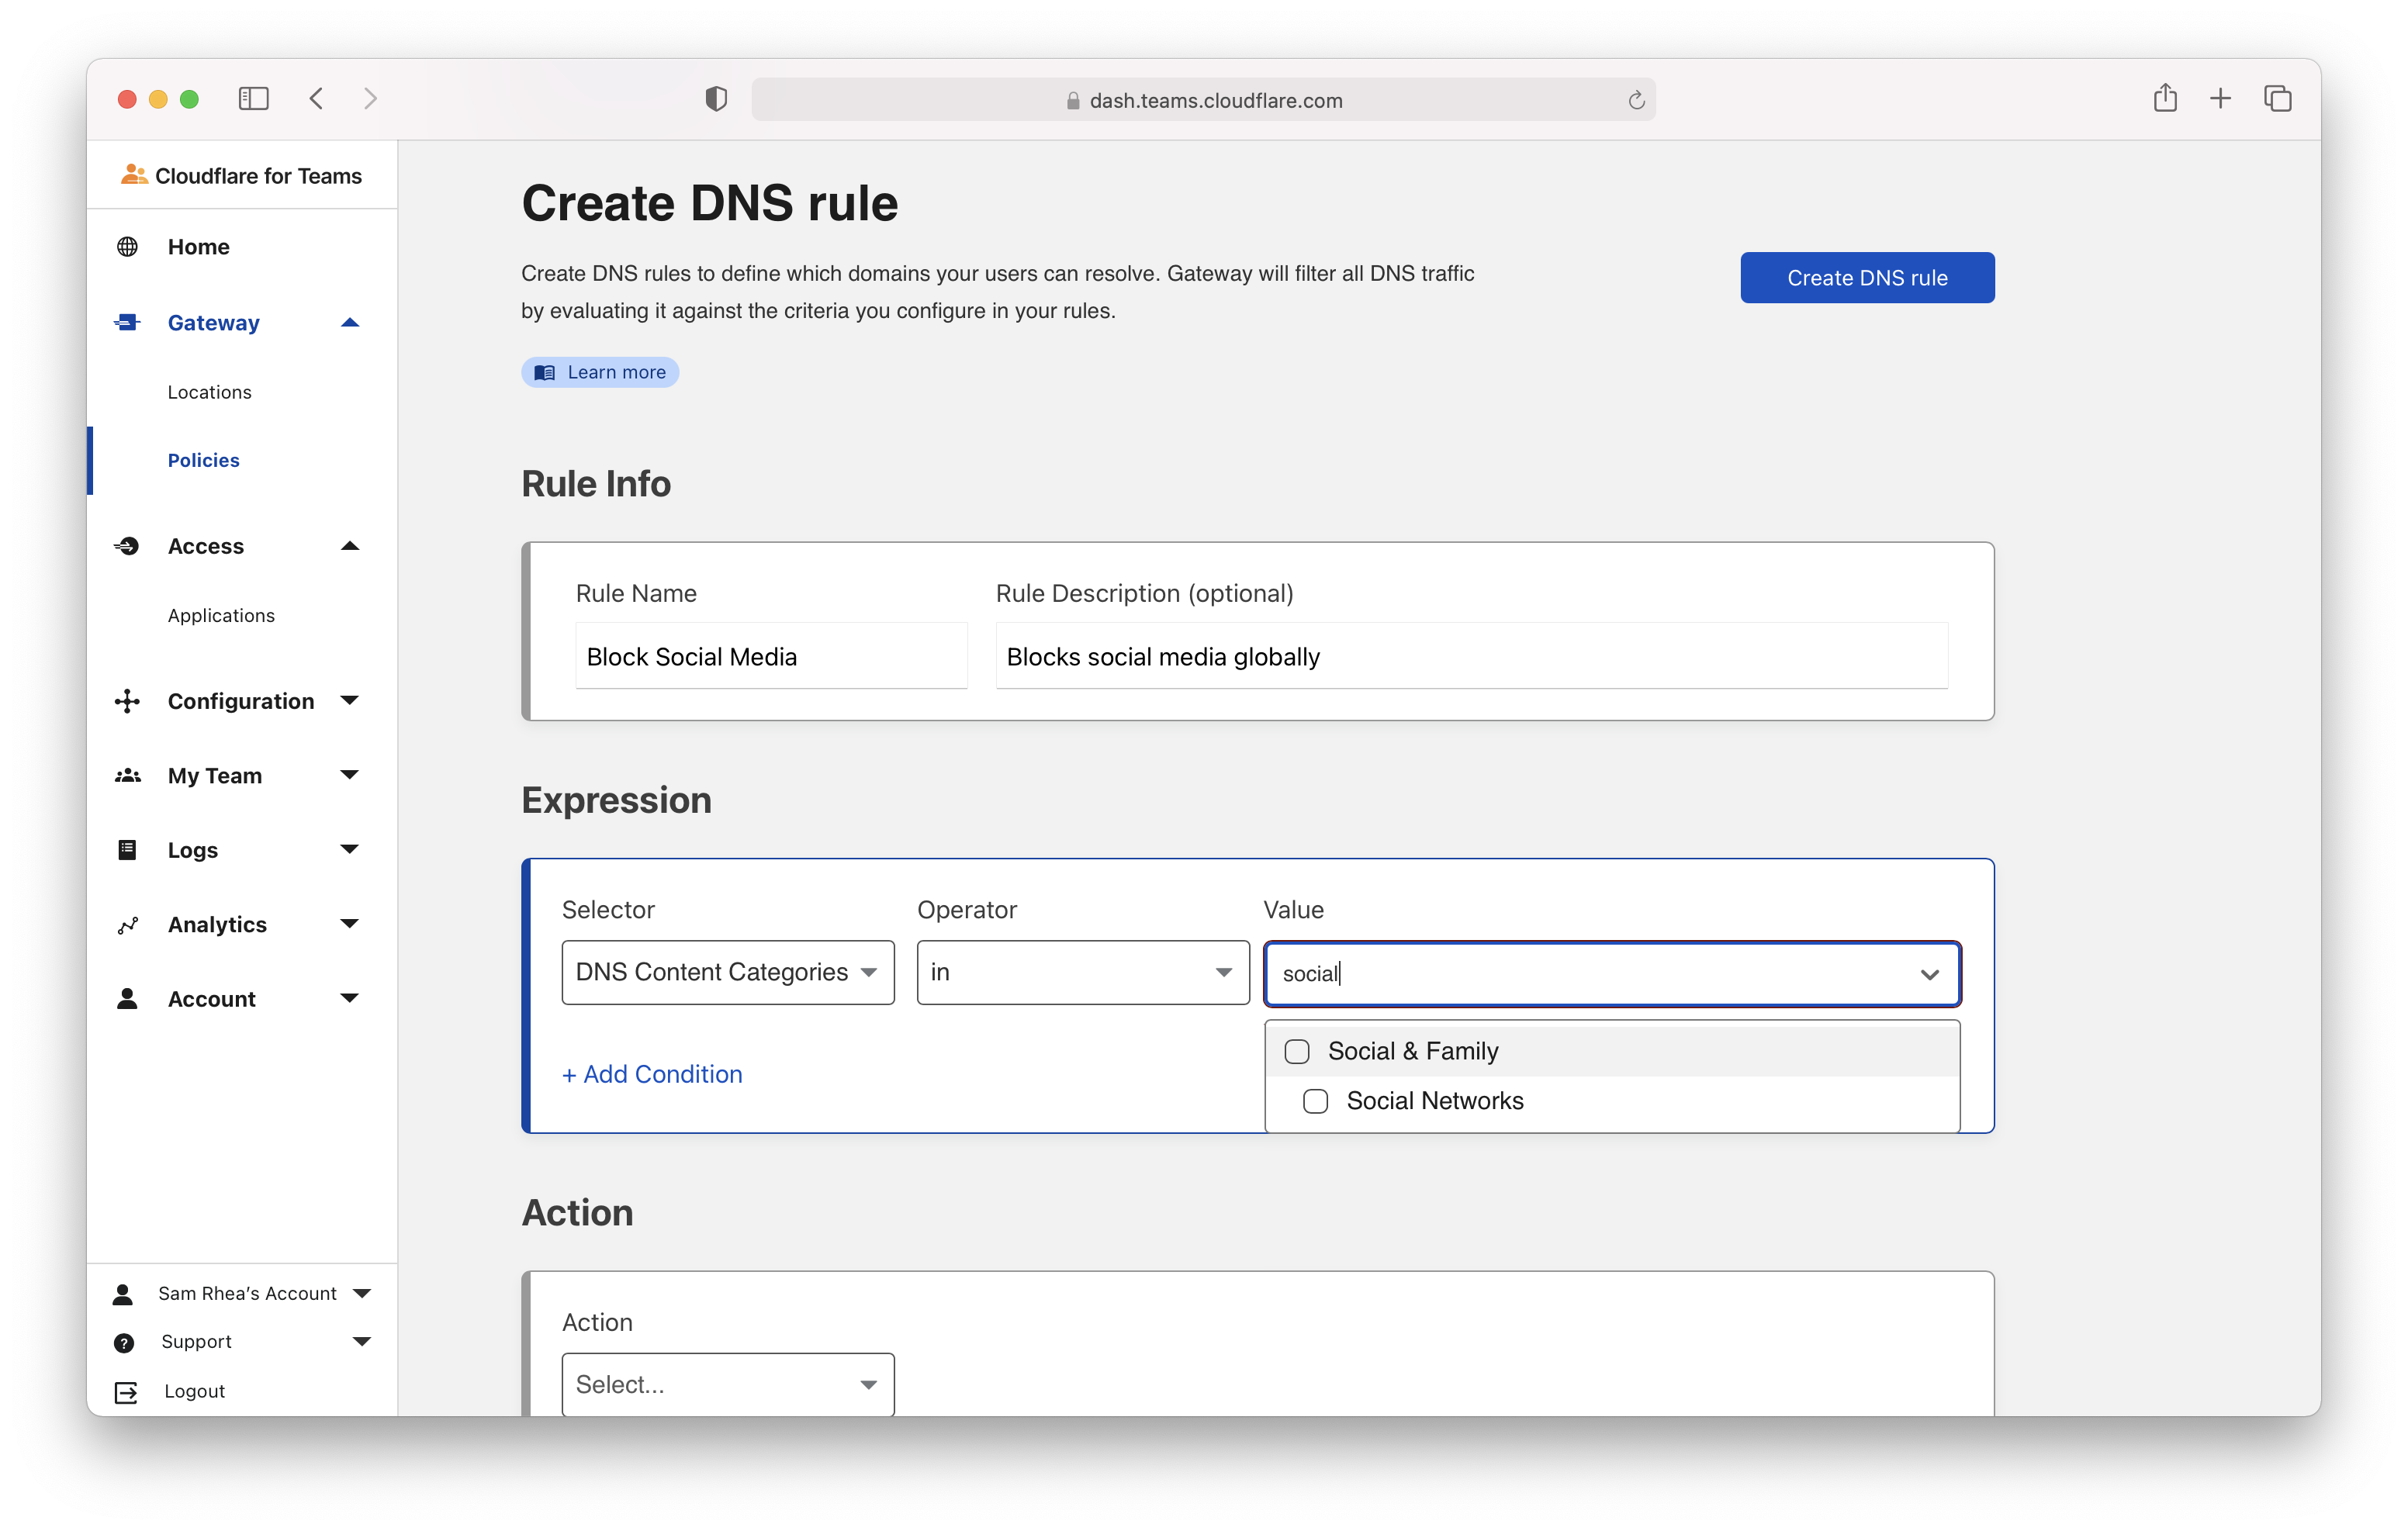 dash.teams.cloudflare.com
Cloudflare for Teams
Home
Gateway
Locations
Policies
Access
Applications
Configuration
My Team
Logs
Analytics
Account
Sam Rhea’s Account
Support
Logout
Create DNS rule
Create DNS rules to define which domains your users can resolve. Gateway will filter all DNS traffic
by evaluating it against the criteria you configure in your rules.
Create DNS rule
Learn more
Rule Info
Rule Name
Rule Description (optional)
Block Social Media
Blocks social media globally
Expression
Selector
Operator
Value
DNS Content Categories
in
social
Social & Family
Social Networks
+ Add Condition
Action
Action
Select...